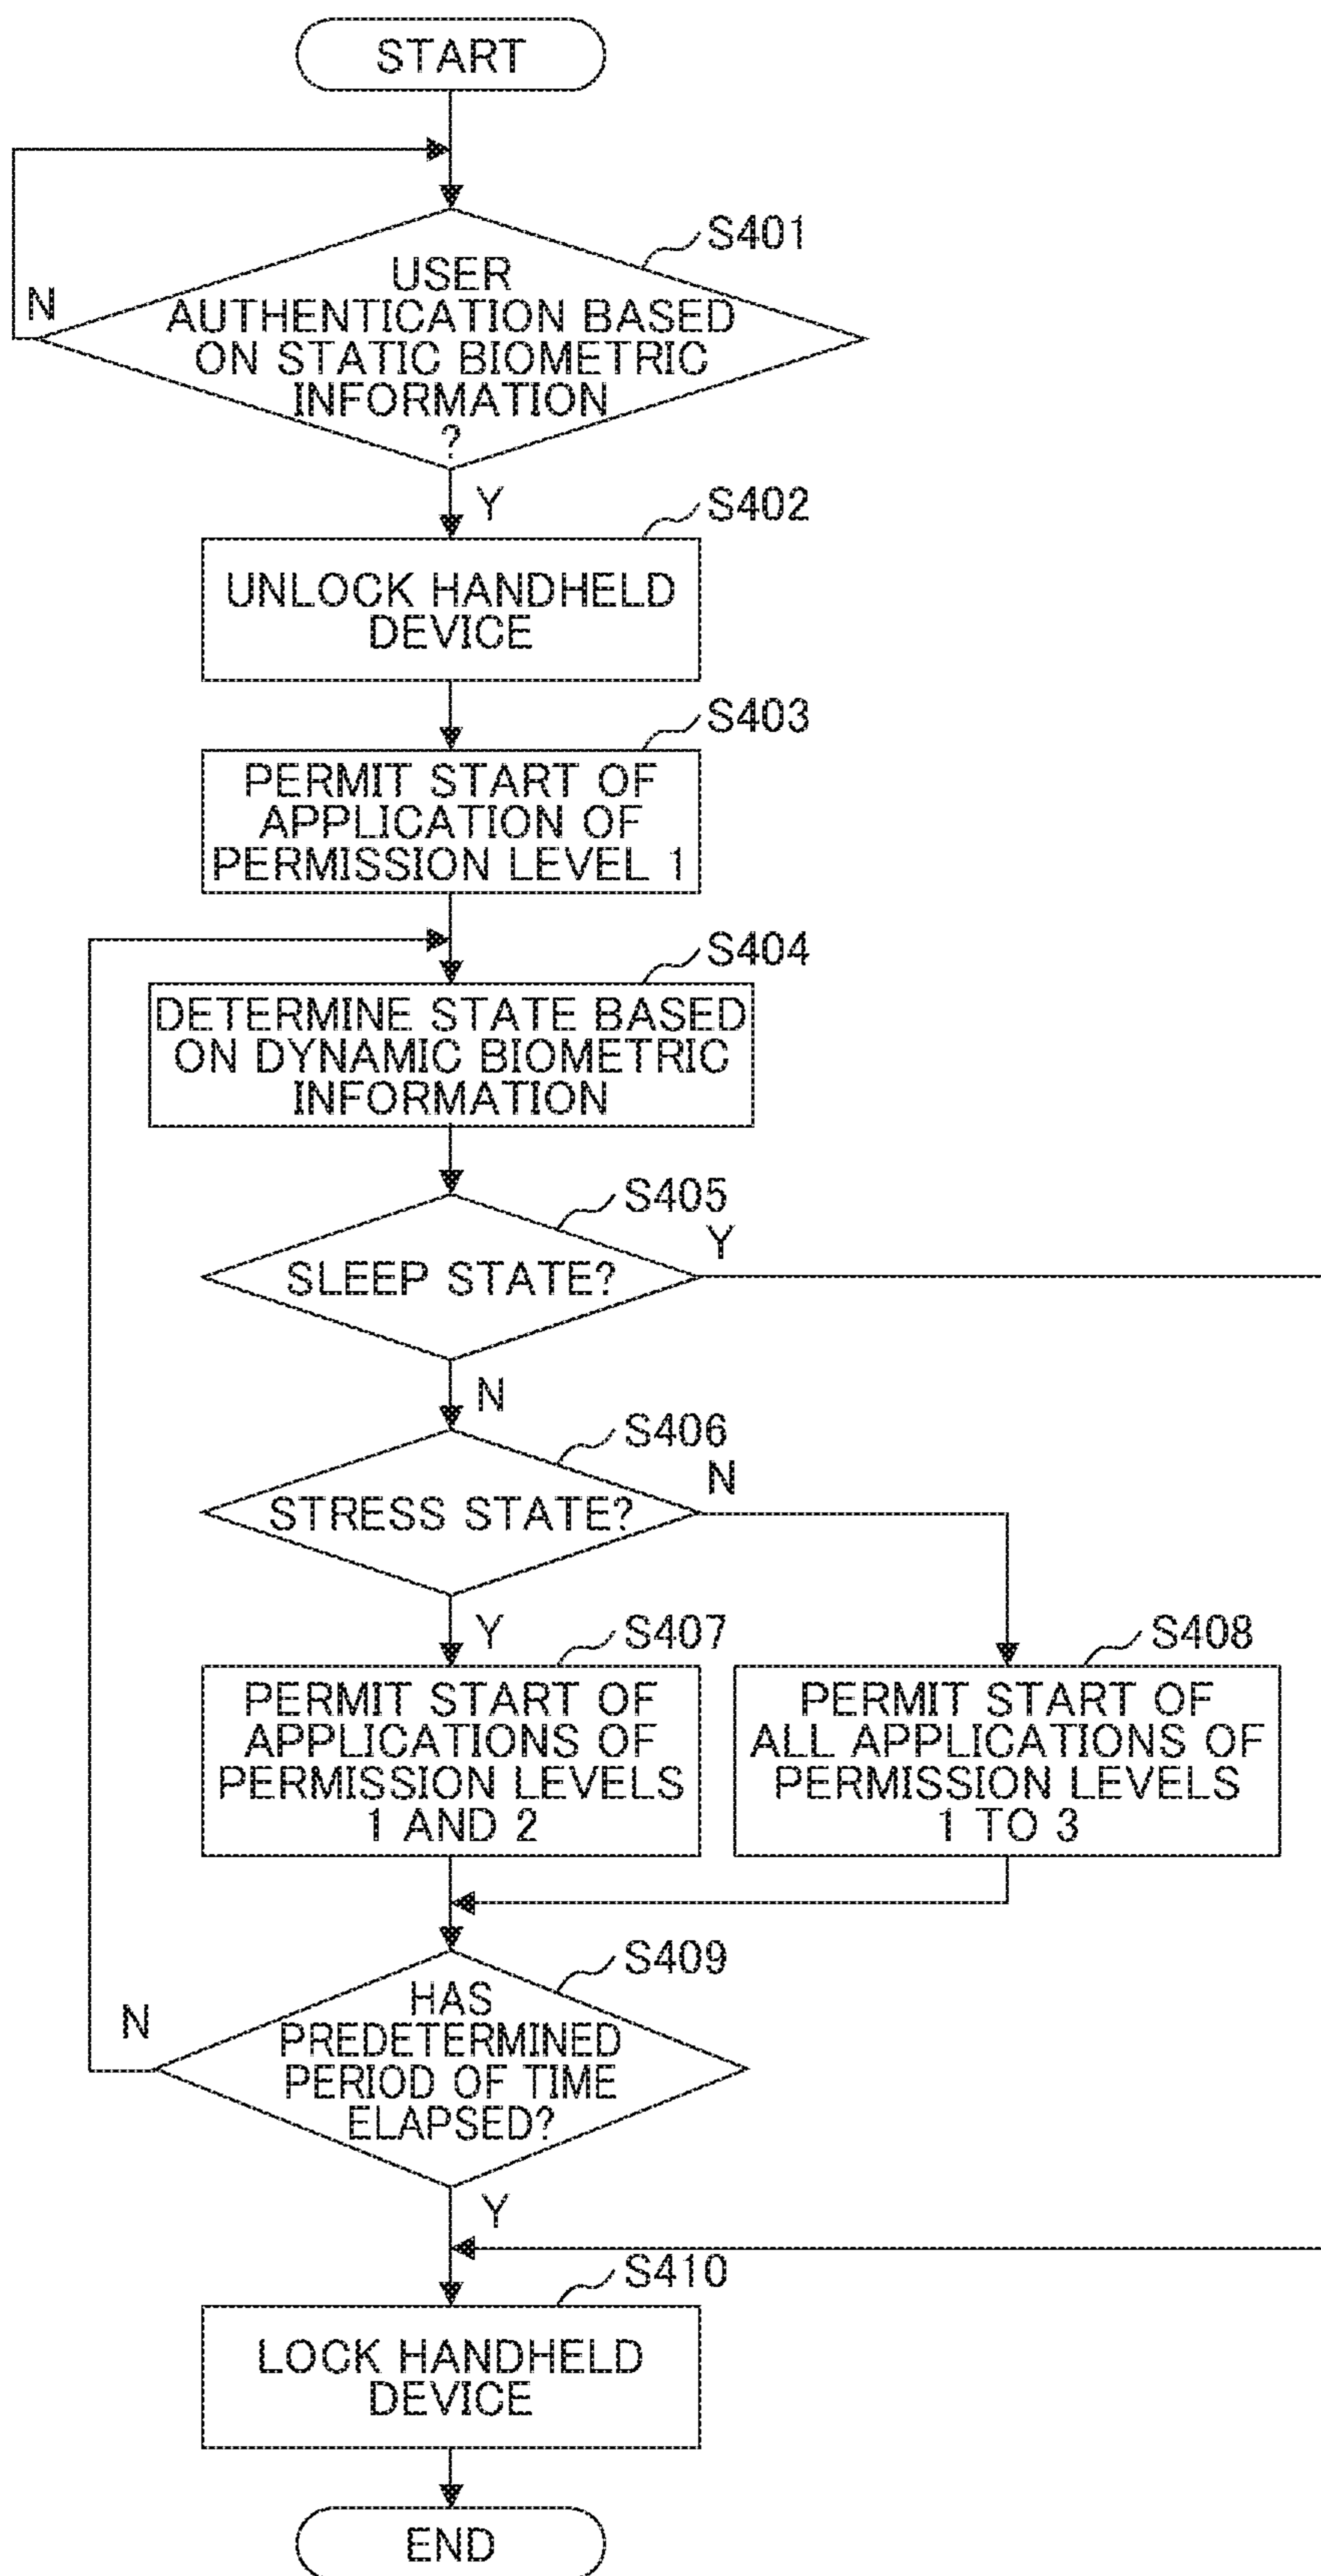 START
S401
N
USER
AUTHENTICATION BASED
ON STATIC BIOMETRIC
INFORMATION
?
Y
S402
UNLOCK HANDHELD
DEVICE
S403
PERMIT START OF
APPLICATION OF
PERMISSION LEVEL 1
S404
DETERMINE STATE BASED
ON DYNAMIC BIOMETRIC
INFORMATION
S405
Y
SLEEP STATE?
N
S406
N
STRESS STATE?
Y
S407
S408
PERMIT START OF
APPLICATIONS OF
PERMISSION LEVELS
1 AND 2
PERMIT START OF
ALL APPLICATIONS OF
PERMISSION LEVELS
1 TO 3
S409
N
HAS
PREDETERMINED
PERIOD OF TIME
ELAPSED?
Y
S410
LOCK HANDHELD
DEVICE
END